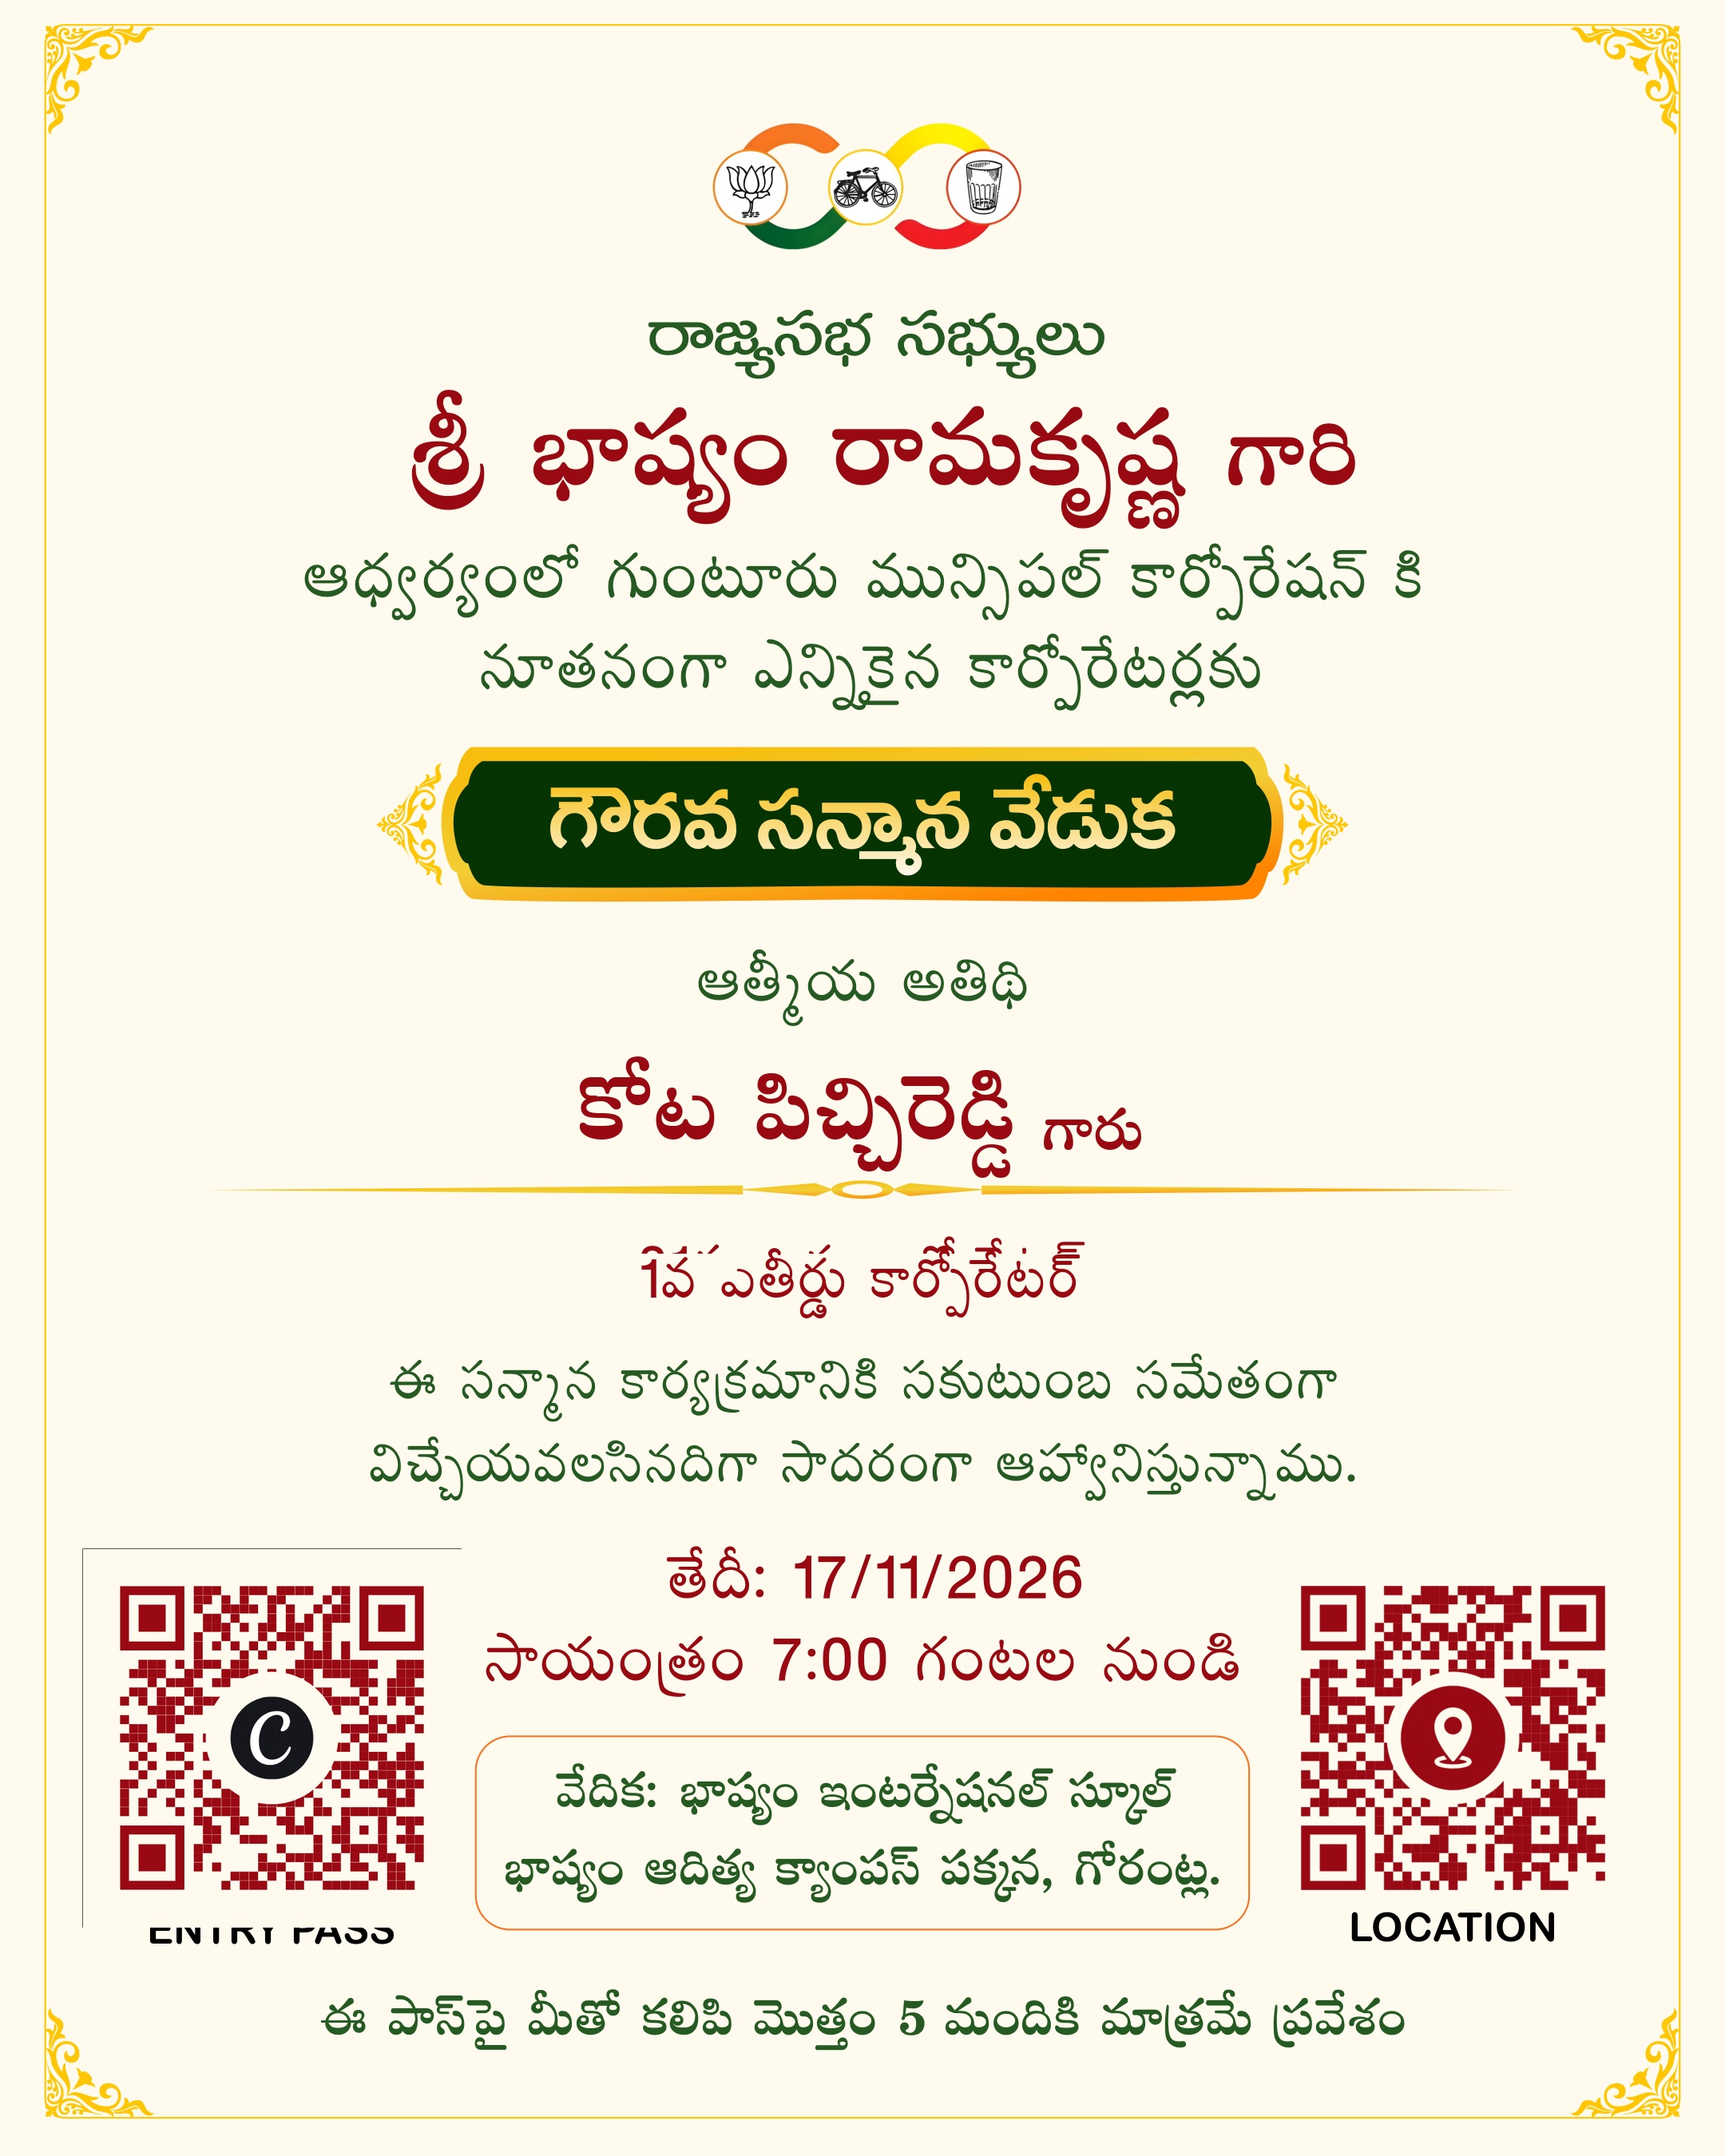 రాజ్యసభ సభ్యులు
శ్రీ భాష్యం రామకృష్ణ గారి
ఆధ్వర్యంలో గుంటూరు మున్సిపల్ కార్పోరేషన్ కి
నూతనంగా ఎన్నికైన కార్పోరేటర్లకు
గౌరవ సన్మాన వేడుక
ఆత్మీయ అతిథి
కోట పిచ్చిరెడ్డి గారు
కార్పోరేటర్
ఈ సన్మాన కార్యక్రమానికి సకుటుంబ సమేతంగా
విచ్చేయవలసినదిగా సాదరంగా ఆహ్వానిస్తున్నాము.
తేదీ: 17/11/2026
సాయంత్రం 7:00 గంటల నుండి
C
వేదిక: భాష్యం ఇంటర్నేషనల్ స్కూల్
భాష్యం ఆదిత్య క్యాంపస్ పక్కన, గోరంట్ల.
ENTRY PASS
LOCATION
ఈ పాస్‌పై మీతో కలిపి మొత్తం 5 మందికి మాత్రమే ప్రవేశం